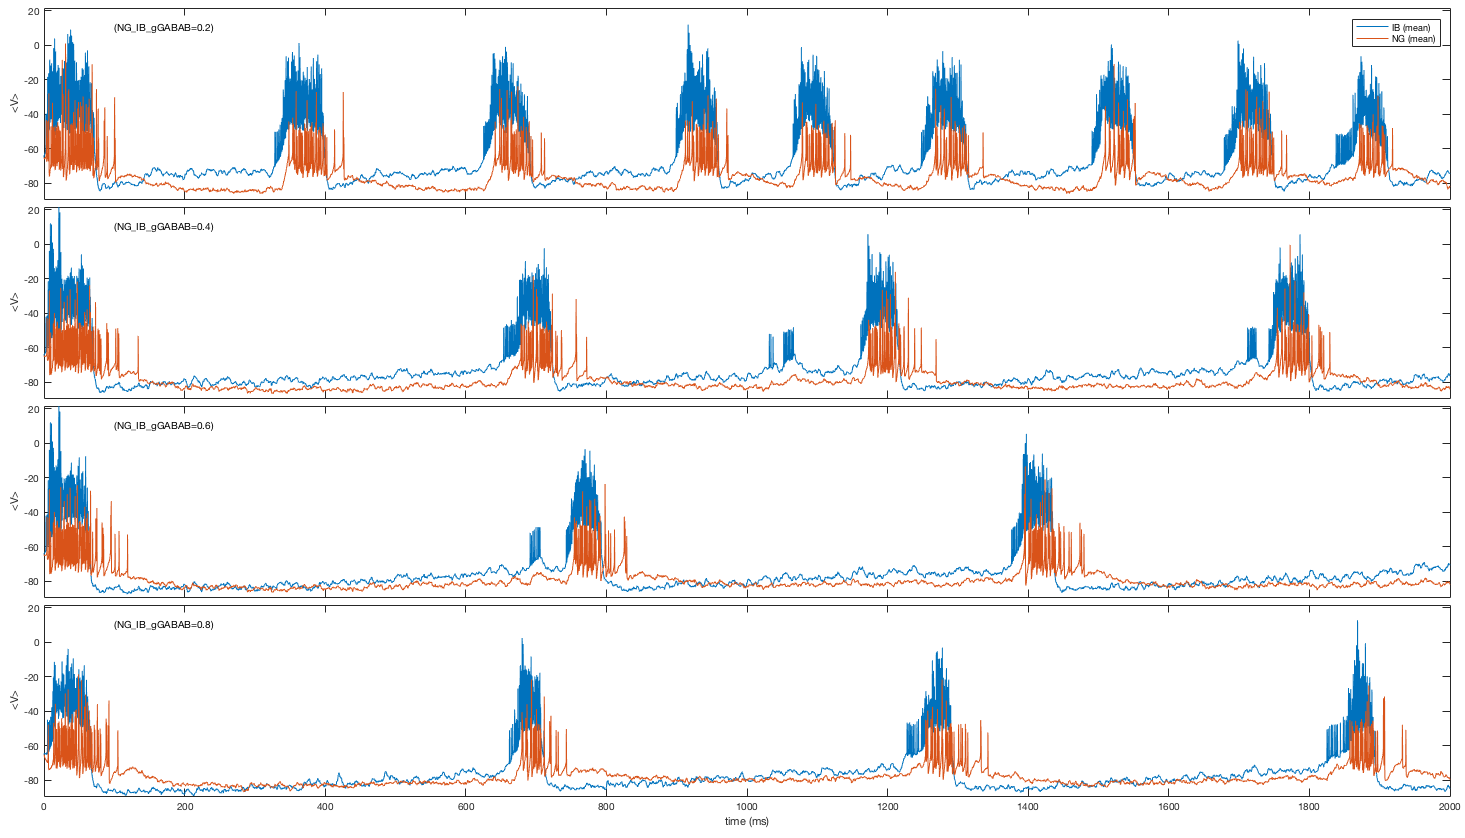 20
(NG_IB_gGABAB=0.2)
IB (mean)
NG (mean)
0
-20
<V>
-40
-60
-80
20
(NG_IB_gGABAB=0.4)
0
-20
<V>
-40
-60
-80
20
(NG_IB_gGABAB=0.6)
0
-20
<V>
-40
-60
-80
20
(NG_IB_gGABAB=0.8)
0
-20
<V>
-40
-60
-80
0 200 400 600 800 1000 1200 1400 1600 1800 2000
time (ms)